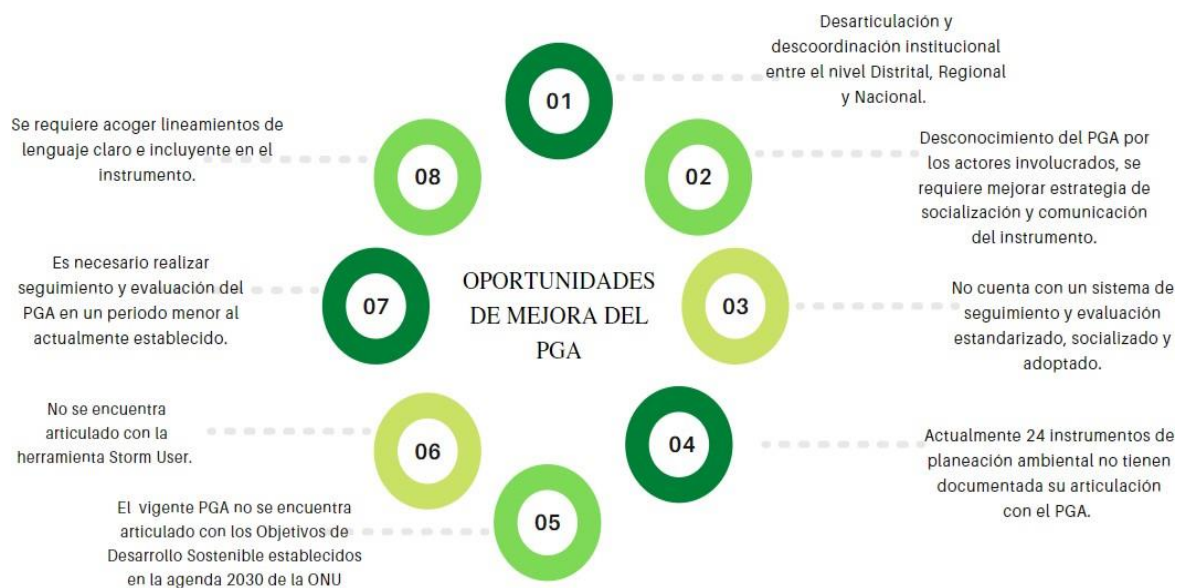 01
Desarticulación y
descoordinación institucional
entre el nivel Distrital, Regional
y Nacional.
02
Desconocimiento del PGA por
los actores involucrados, se
requiere mejorar estrategia de
socialización y comunicación
del instrumento.
03
No cuenta con un sistema de
seguimiento y evaluación
estandarizado, socializado y
adoptado.
04
Actualmente 24 instrumentos de
planeación ambiental no tienen
documentada su articulación
con el PGA.
05
El vigente PGA no se encuentra
articulado con los Objetivos de
Desarrollo Sostenible establecidos
en la agenda 2030 de la ONU
06
No se encuentra
articulado con la
herramienta Storm User.
07
Es necesario realizar
seguimiento y evaluación del
PGA en un periodo menor al
actualmente establecido.
08
Se requiere acoger lineamientos de
lenguaje claro e incluyente en el
instrumento.
OPORTUNIDADES
DE MEJORA DEL
PGA